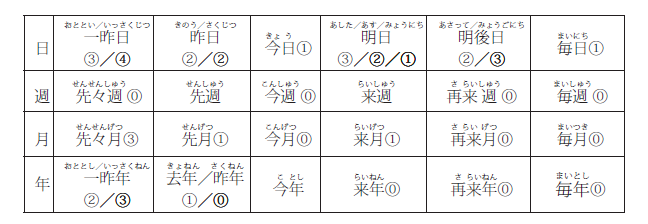 おととい／いっさくじつ きのう／さくじつ きょう あした／あす／みょうにち あさって／みょうごにち まいにち
日 一昨日 昨日 今日① 明日 明後日 毎日①
③／④ ②／② ③／②／① ②／③
せんせんしゅう せんしゅう こんしゅう らいしゅう さ らいしゅう まいしゅう
週 先々週⓪ 先週 今週⓪ 来週 再来週⓪ 毎週⓪
せんせんげつ せんげつ こんげつ らいげつ さ らい げつ まいつき
月 先々月③ 先月① 今月⓪ 来月① 再来月⓪ 毎月⓪
おととし／いっさくねん きょねん さくねん こ とし らいねん さ らいねん まいとし
年 一昨年 去年／昨年 今年 来年⓪ 再来年⓪ 毎年⓪
②／③ ①／⓪